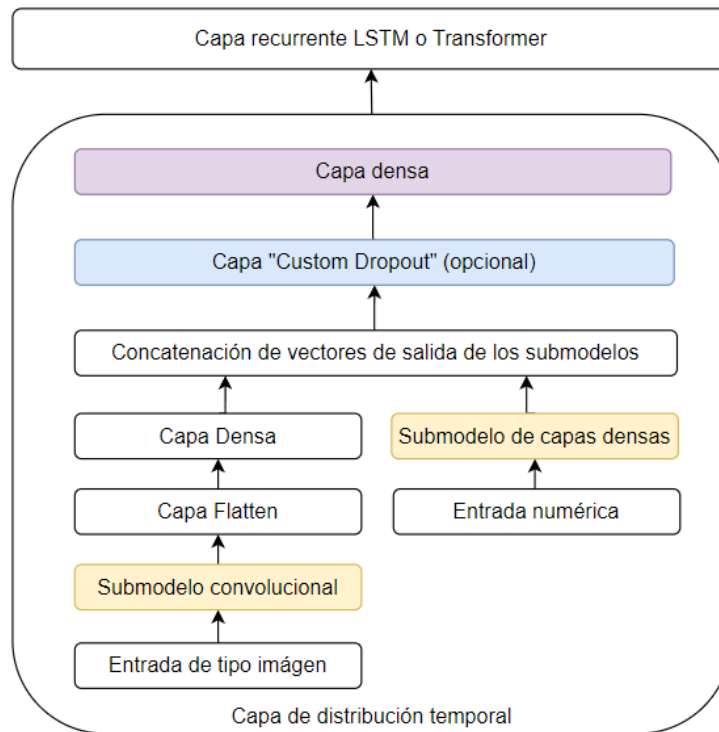 Capa recurrente LSTM o Transformer
Capa densa
Capa "Custom Dropout" (opcional)
Concatenación de vectores de salida de los submodelos
Capa Densa
Submodelo de capas densas
Capa Flatten
Entrada numérica
Submodelo convolucional
Entrada de tipo imágen
Capa de distribución temporal